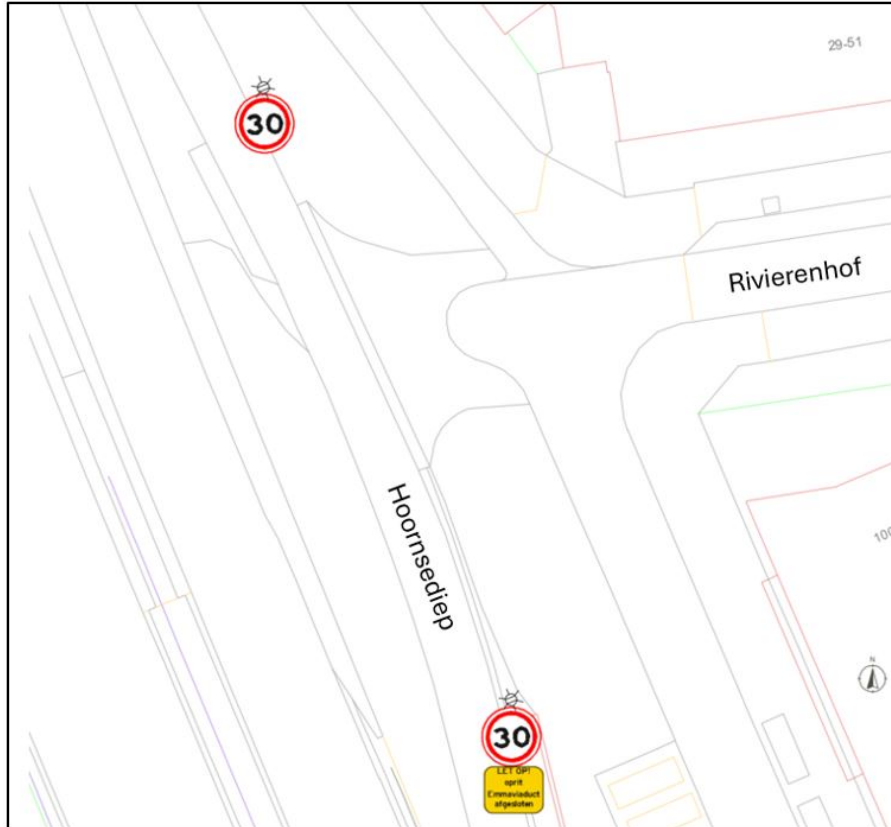 29-51
30
Rivierenhof
Hoornsediep
100
N
30
LET OP!
oprit
Emmaviaduct
afgesloten